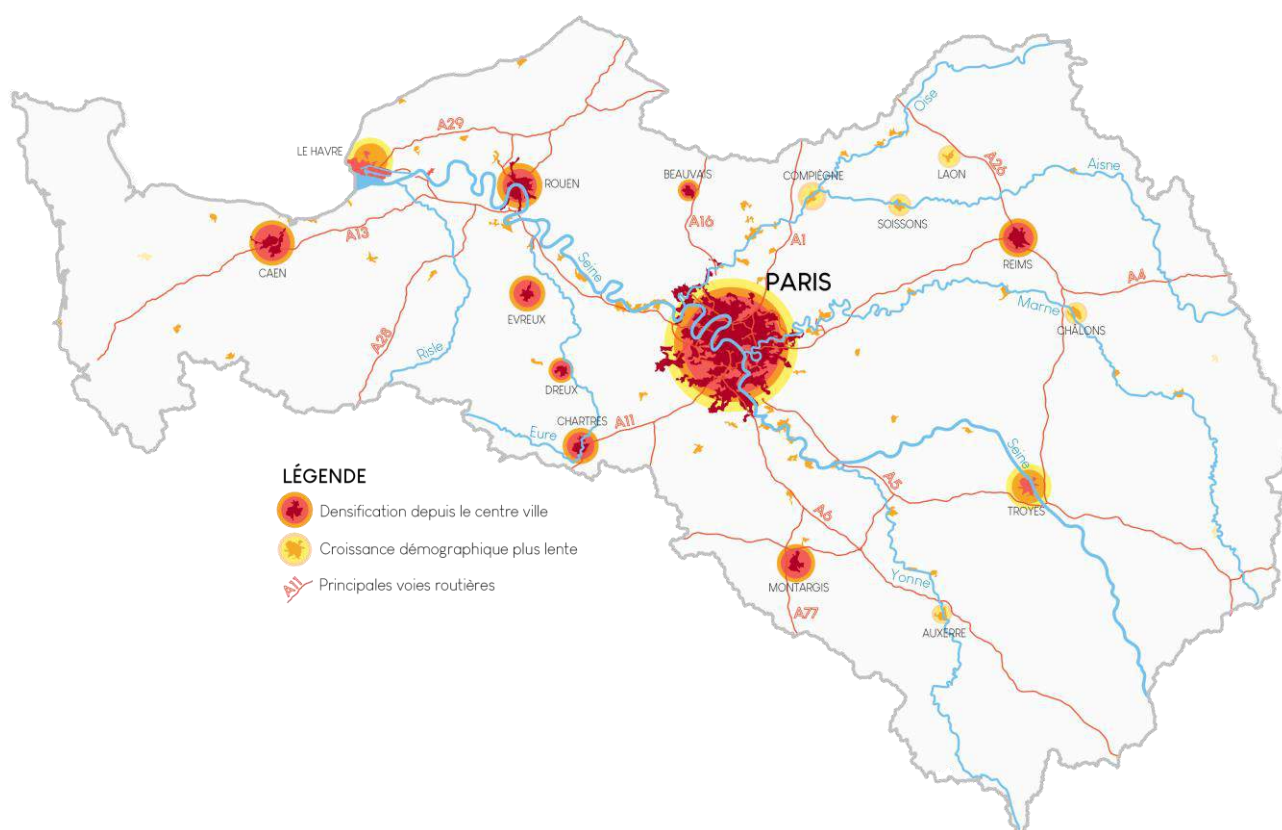 Oise
A29
LE HAVRE
A26
LAON
Aisne
ROUEN
BEAUVAIS
COMPIÈGNE
SOISSONS
A16
A1
A13
CAEN
REIMS
Seine
PARIS
A4
EVREUX
Marne
CHÂLONS
A28
Risle
DREUX
CHARTRES
A11
Eure
Seine
LÉGENDE
A5
TROYES
Densification depuis le centre ville
A6
Croissance démographique plus lente
Yonne
A11 Principales voies routières
MONTARGIS
A77
AUXERRE